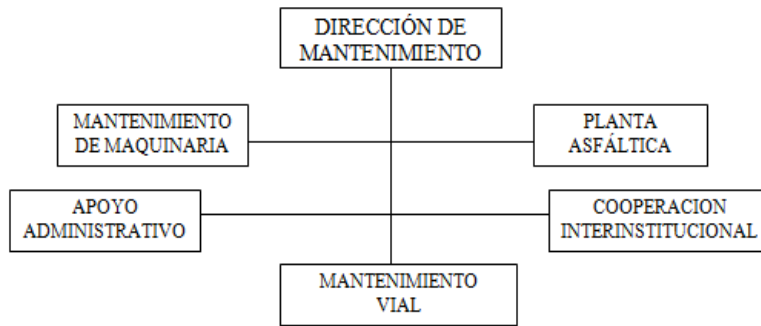 DIRECCIÓN DE
MANTENIMIENTO
MANTENIMIENTO
DE MAQUINARIA
PLANTA
ASFÁLTICA
APOYO
ADMINISTRATIVO
COOPERACION
INTERINSTITUCIONAL
MANTENIMIENTO
VIAL